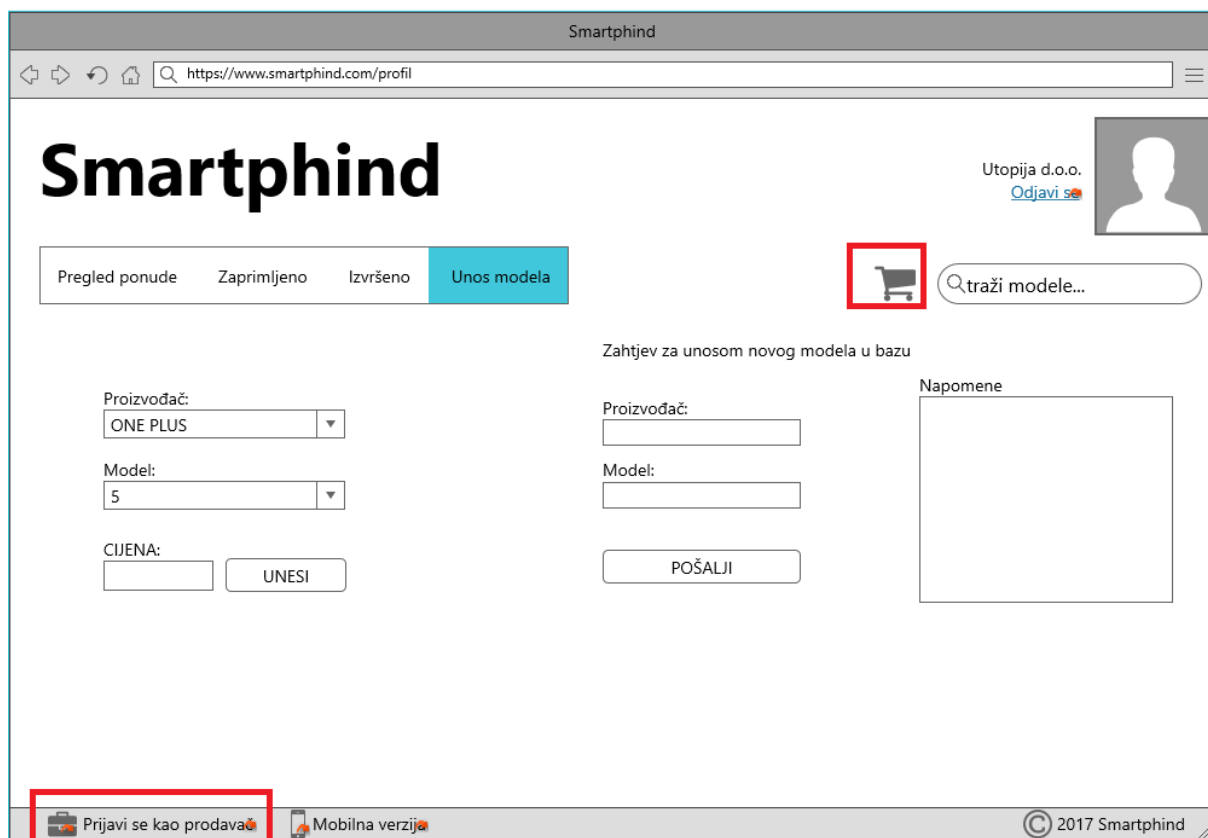 Smartphind
https://www.smartphind.com/profil
Smartphind
Utopija d.o.o.
Odjavi se
Pregled ponude Zaprimljeno Izvršeno Unos modela
traži modele...
Zahtjev za unosom novog modela u bazu
Proizvođač:
ONE PLUS
Model:
5
CIJENA:
UNESI
Proizvođač:
Model:
POŠALJI
Napomene
Prijavi se kao prodavač
Mobilna verzija
© 2017 Smartphind